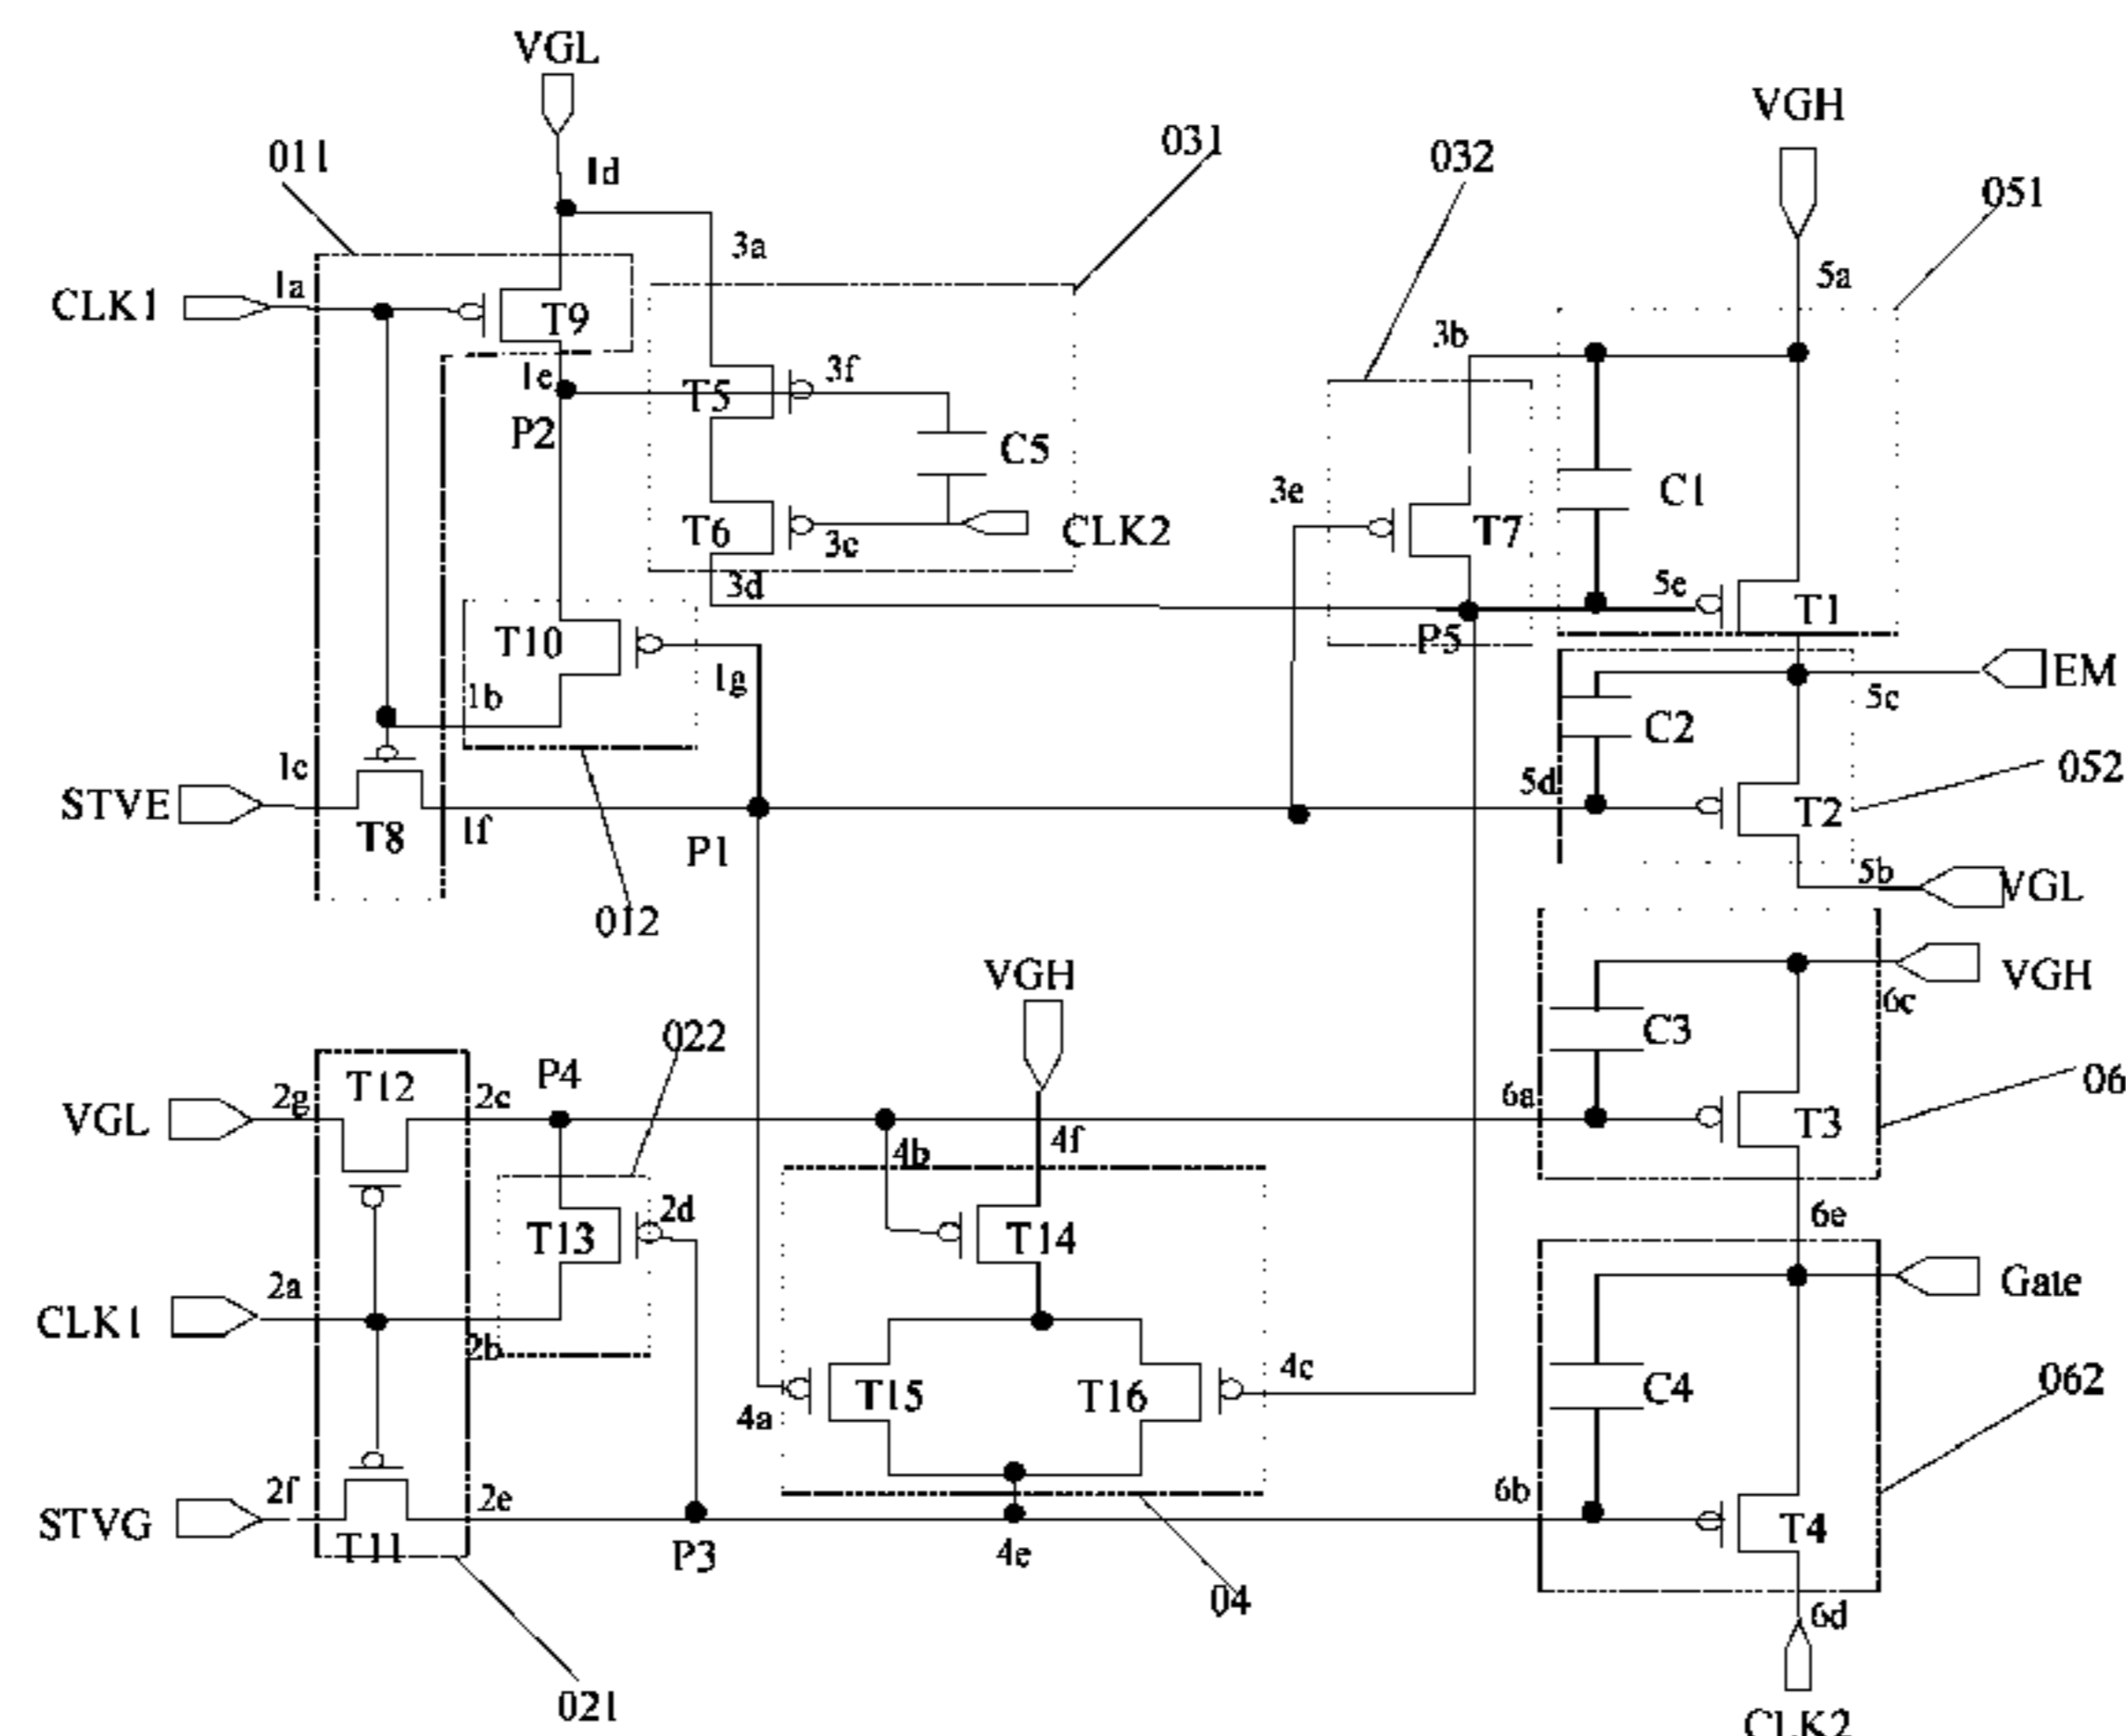 VGL
VGH
011
031
032
051
1d
3a
5a
CLK1
1a
T9
3b
1e
T5
3f
P2
C5
C1
3e
T6
3c
CLK2
T7
3d
5e
T1
T10
P5
1g
EM
1b
5c
C2
1c
5d
052
STVE
T8
1f
P1
T2
5b
VGL
012
VGH
VGH
6c
C3
022
P4
T12
06
VGL
2g
2c
6a
T3
4b
4f
2d
T13
T14
6e
2a
Gate
CLK1
2b
4c
062
T15
T16
C4
4a
2f
2e
6b
STVG
T11
P3
4e
T4
04
6d
021
CLK2